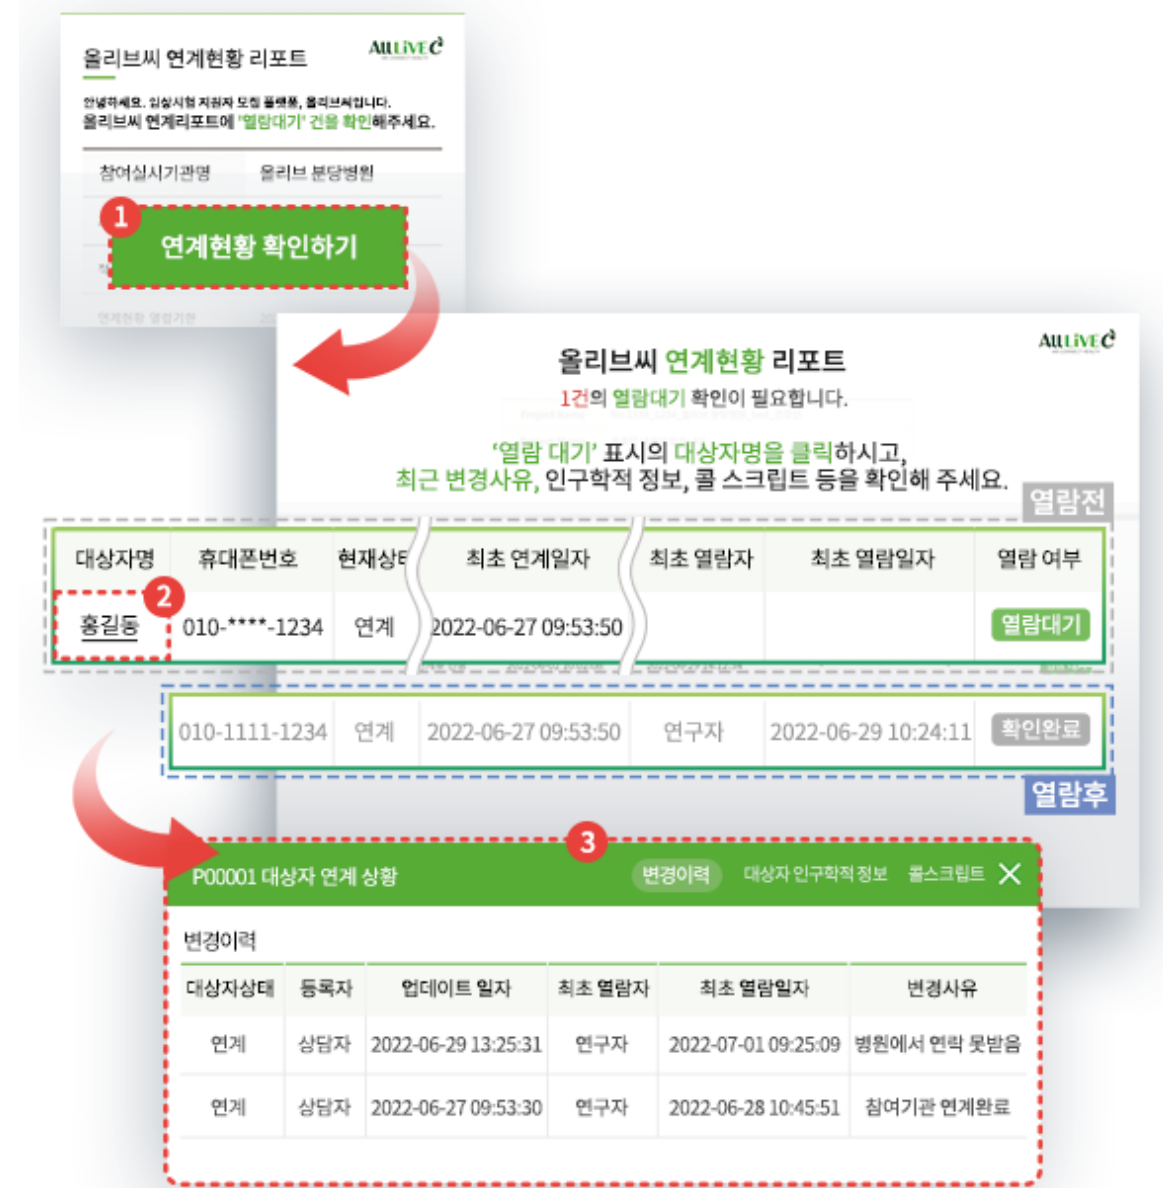 올리브씨 연계현황 리포트
ALLLiVE C
안녕하세요. 임상시험 지원자 모집 플랫폼, 올리브씨입니다.
올리브씨 연계리포트에 '열람대기' 건을 확인해주세요.
참여실시기관명 올리브 분당병원
1
연계현황 확인하기
연계현황 열람기한
ALLLiVE C
올리브씨 연계현황 리포트
1건의 열람대기 확인이 필요합니다.
'열람 대기' 표시의 대상자명을 클릭하시고,
최근 변경사유, 인구학적 정보, 콜 스크립트 등을 확인해 주세요.
열람전
대상자명 휴대폰번호 현재상태 최초 연계일자 최초 열람자 최초 열람일자 열람 여부
2
홍길동 010-****-1234 연계 2022-06-27 09:53:50 열람대기
010-1111-1234 연계 2022-06-27 09:53:50 연구자 2022-06-29 10:24:11 확인완료
열람후
3
P00001 대상자 연계 상황 변경이력 대상자 인구학적 정보 콜스크립트 X
변경이력
대상자상태 등록자 업데이트 일자 최초 열람자 최초 열람일자 변경사유
연계 상담자 2022-06-29 13:25:31 연구자 2022-07-01 09:25:09 병원에서 연락 못받음
연계 상담자 2022-06-27 09:53:30 연구자 2022-06-28 10:45:51 참여기관 연계완료